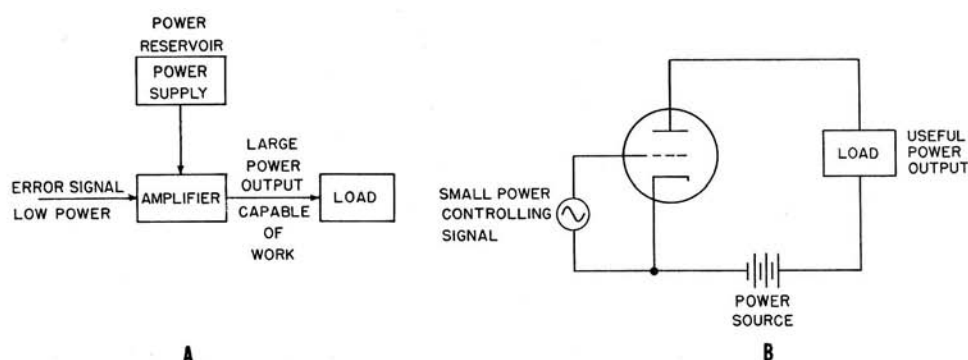 POWER
RESERVOIR
POWER
SUPPLY
ERROR SIGNAL
LOW POWER
AMPLIFIER
LARGE
POWER
OUTPUT
CAPABLE
OF
WORK
LOAD
A
SMALL POWER
CONTROLLING
SIGNAL
LOAD
USEFUL
POWER
OUTPUT
POWER
SOURCE
B